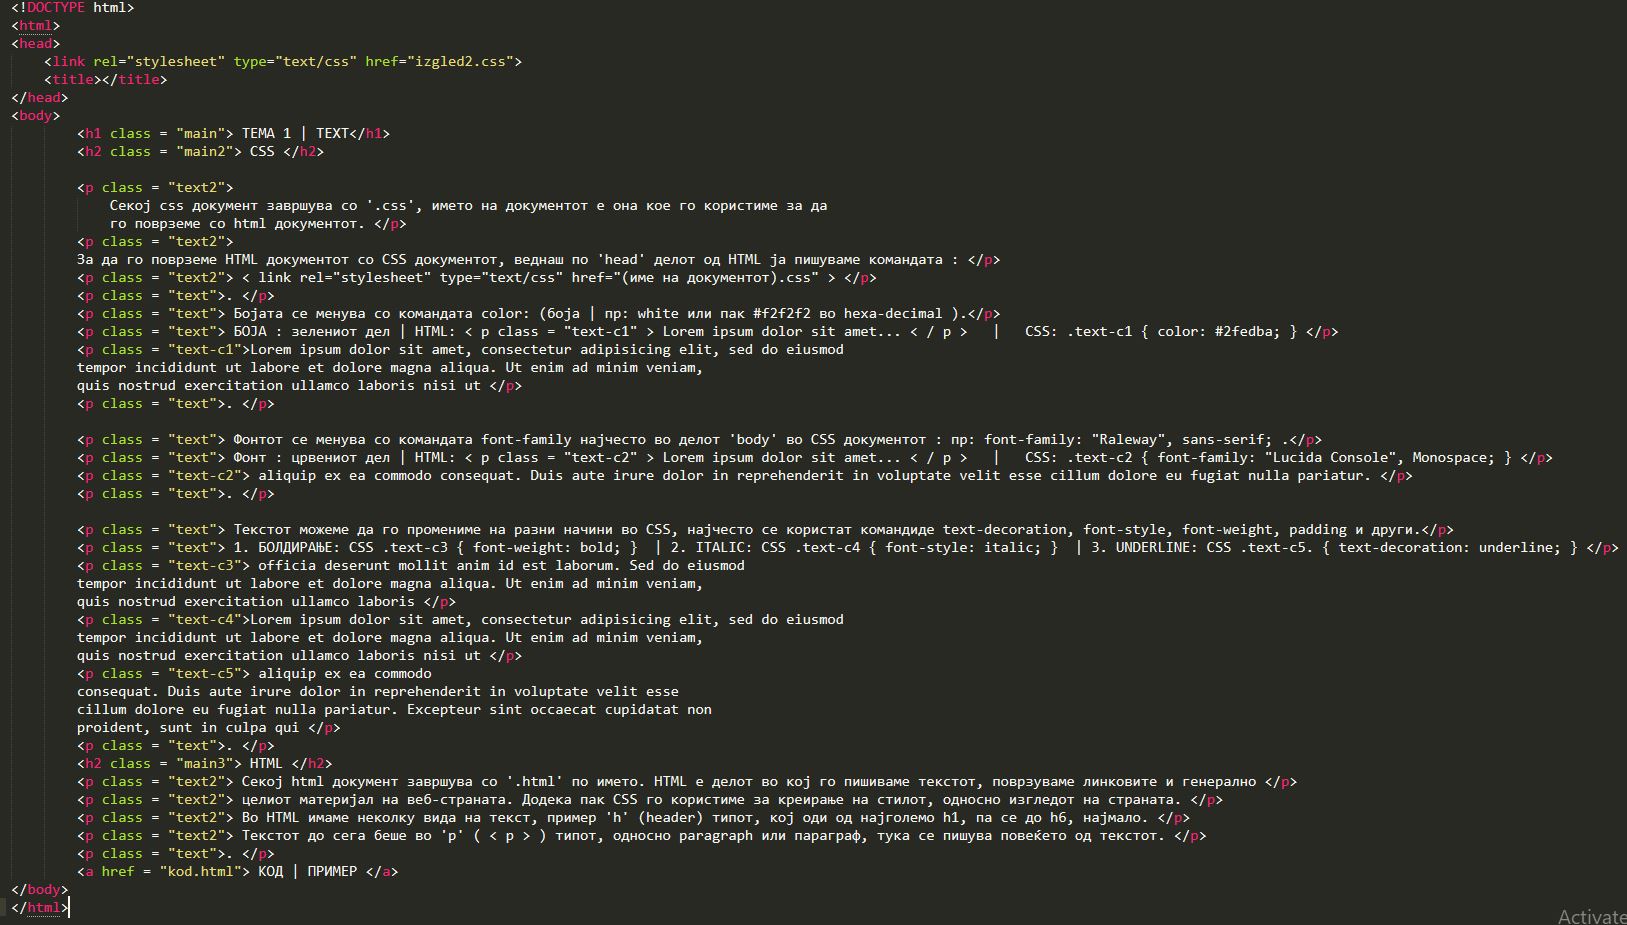 <!DOCTYPE html>
<html>
<head>
    <link rel="stylesheet" type="text/css" href="izgled2.css">
    <title></title>
</head>
<body>
        <h1 class = "main"> ТЕМА 1 | ТЕХТ</h1>
        <h2 class = "main2"> CSS </h2>

        <p class = "text2">
            Секој css документ завршува со '.css', името на документот е она кое го користиме за да
            го поврземе со html документот. </p>
        <p class = "text2">
        За да го поврземе HTML документот со CSS документот, веднаш по 'head' делот од HTML ја пишуваме командата : </p>
        <p class = "text2"> < link rel="stylesheet" type="text/css" href="(име на документот).css" > </p>
        <p class = "text">. </p>
        <p class = "text"> Бојата се менува со командата color: (боја | пр: white или пак #f2f2f2 во hexa-decimal ).</p>
        <p class = "text"> БОЈА : зелениот дел | HTML: < p class = "text-c1" > Lorem ipsum dolor sit amet... < / p >   |   CSS: .text-c1 { color: #2fedba; } </p>
        <p class = "text-c1">Lorem ipsum dolor sit amet, consectetur adipisicing elit, sed do eiusmod
        tempor incididunt ut labore et dolore magna aliqua. Ut enim ad minim veniam,
        quis nostrud exercitation ullamco laboris nisi ut </p>
        <p class = "text">. </p>

        <p class = "text"> Фонтот се менува со командата font-family најчесто во делот 'body' во CSS документот : пр: font-family: "Raleway", sans-serif; .</p>
        <p class = "text"> Фонт : црвениот дел | HTML: < p class = "text-c2" > Lorem ipsum dolor sit amet... < / p >   |   CSS: .text-c2 { font-family: "Lucida Console", Monospace; } </p>
        <p class = "text-c2"> aliquip ex ea commodo consequat. Duis aute irure dolor in reprehenderit in voluptate velit esse cillum dolore eu fugiat nulla pariatur. </p>
        <p class = "text">. </p>

        <p class = "text"> Текстот можеме да го промениме на разни начини во CSS, најчесто се користат командиде text-decoration, font-style, font-weight, padding и други.</p>
        <p class = "text"> 1. БОЛДИРАЊЕ: CSS .text-c3 { font-weight: bold; }  | 2. ITALIC: CSS .text-c4 { font-style: italic; }  | 3. UNDERLINE: CSS .text-c5. { text-decoration: underline; } </p>
        <p class = "text-c3"> officia deserunt mollit anim id est laborum. Sed do eiusmod
        tempor incididunt ut labore et dolore magna aliqua. Ut enim ad minim veniam,
        quis nostrud exercitation ullamco laboris </p>
        <p class = "text-c4">Lorem ipsum dolor sit amet, consectetur adipisicing elit, sed do eiusmod
        tempor incididunt ut labore et dolore magna aliqua. Ut enim ad minim veniam,
        quis nostrud exercitation ullamco laboris nisi ut </p>
        <p class = "text-c5"> aliquip ex ea commodo
        consequat. Duis aute irure dolor in reprehenderit in voluptate velit esse
        cillum dolore eu fugiat nulla pariatur. Excepteur sint occaecat cupidatat non
        proident, sunt in culpa qui </p>
        <p class = "text">. </p>
        <h2 class = "main3"> HTML </h2>
        <p class = "text2"> Секој html документ завршува со '.html' по името. HTML е делот во кој го пишиваме текстот, поврзуваме линковите и генерално </p>
        <p class = "text2"> целиот материјал на веб-страната. Додека пак CSS го користиме за креирање на стилот, односно изгледот на страната. </p>
        <p class = "text2"> Во HTML имаме неколку вида на текст, пример 'h' (header) типот, кој оди од најголемо h1, па се до h6, најмало. </p>
        <p class = "text2"> Текстот до сега беше во 'p' ( < p > ) типот, односно paragraph или параграф, тука се пишува повеќето од текстот. </p>
        <p class = "text">. </p>
        <a href = "kod.html"> КОД | ПРИМЕР </a>
</body>
</html>
Activate